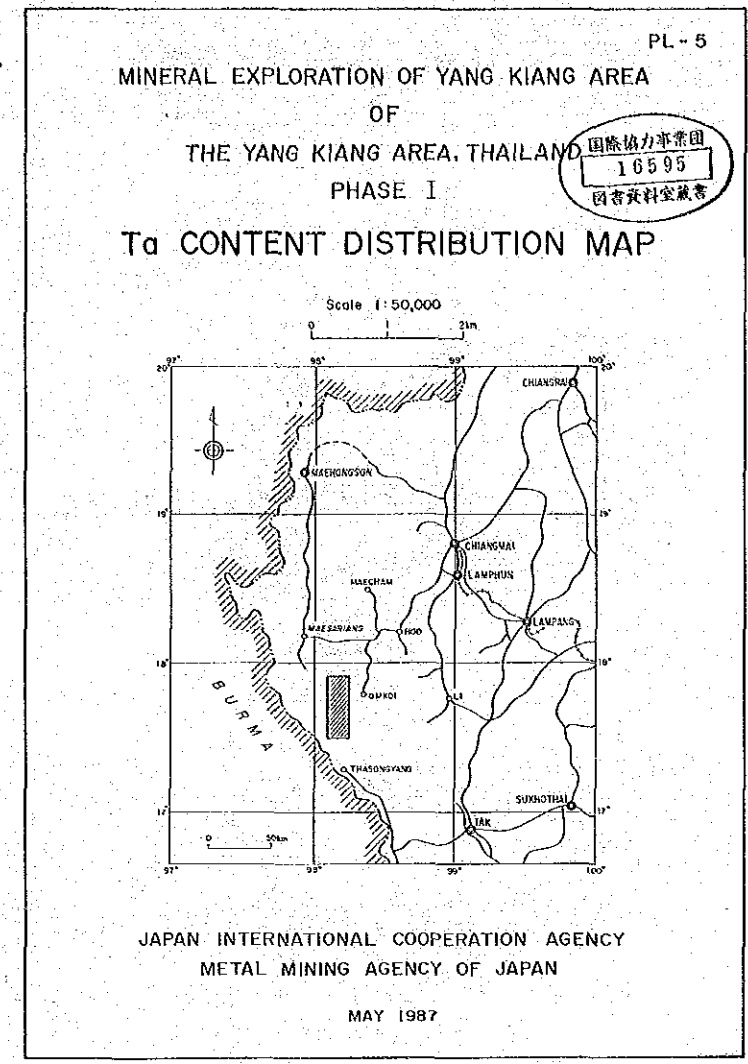 PL-5
MINERAL EXPLORATION OF YANG KIANG AREA
OF
THE YANG KIANG AREA, THAILAND
PHASE I
国際協力事業団
16595
図書資料室蔵書
Ta CONTENT DISTRIBUTION MAP
Scale 1:50,000
0 2km
97° 98° 99° 100°
20° 20°
CHIANGRAI
MAEHONGSON
19° 19°
CHIANGMAI
LAMPHUN
MAECHAM
LAMPANG
MAESARIANG
HOD
18° 18°
OMKOI
LI
BURMA
THASONGYANG
SUKHOTHAI
17° 17°
TAK
0 50km
97° 98° 99° 100°
JAPAN INTERNATIONAL COOPERATION AGENCY
METAL MINING AGENCY OF JAPAN
MAY 1987